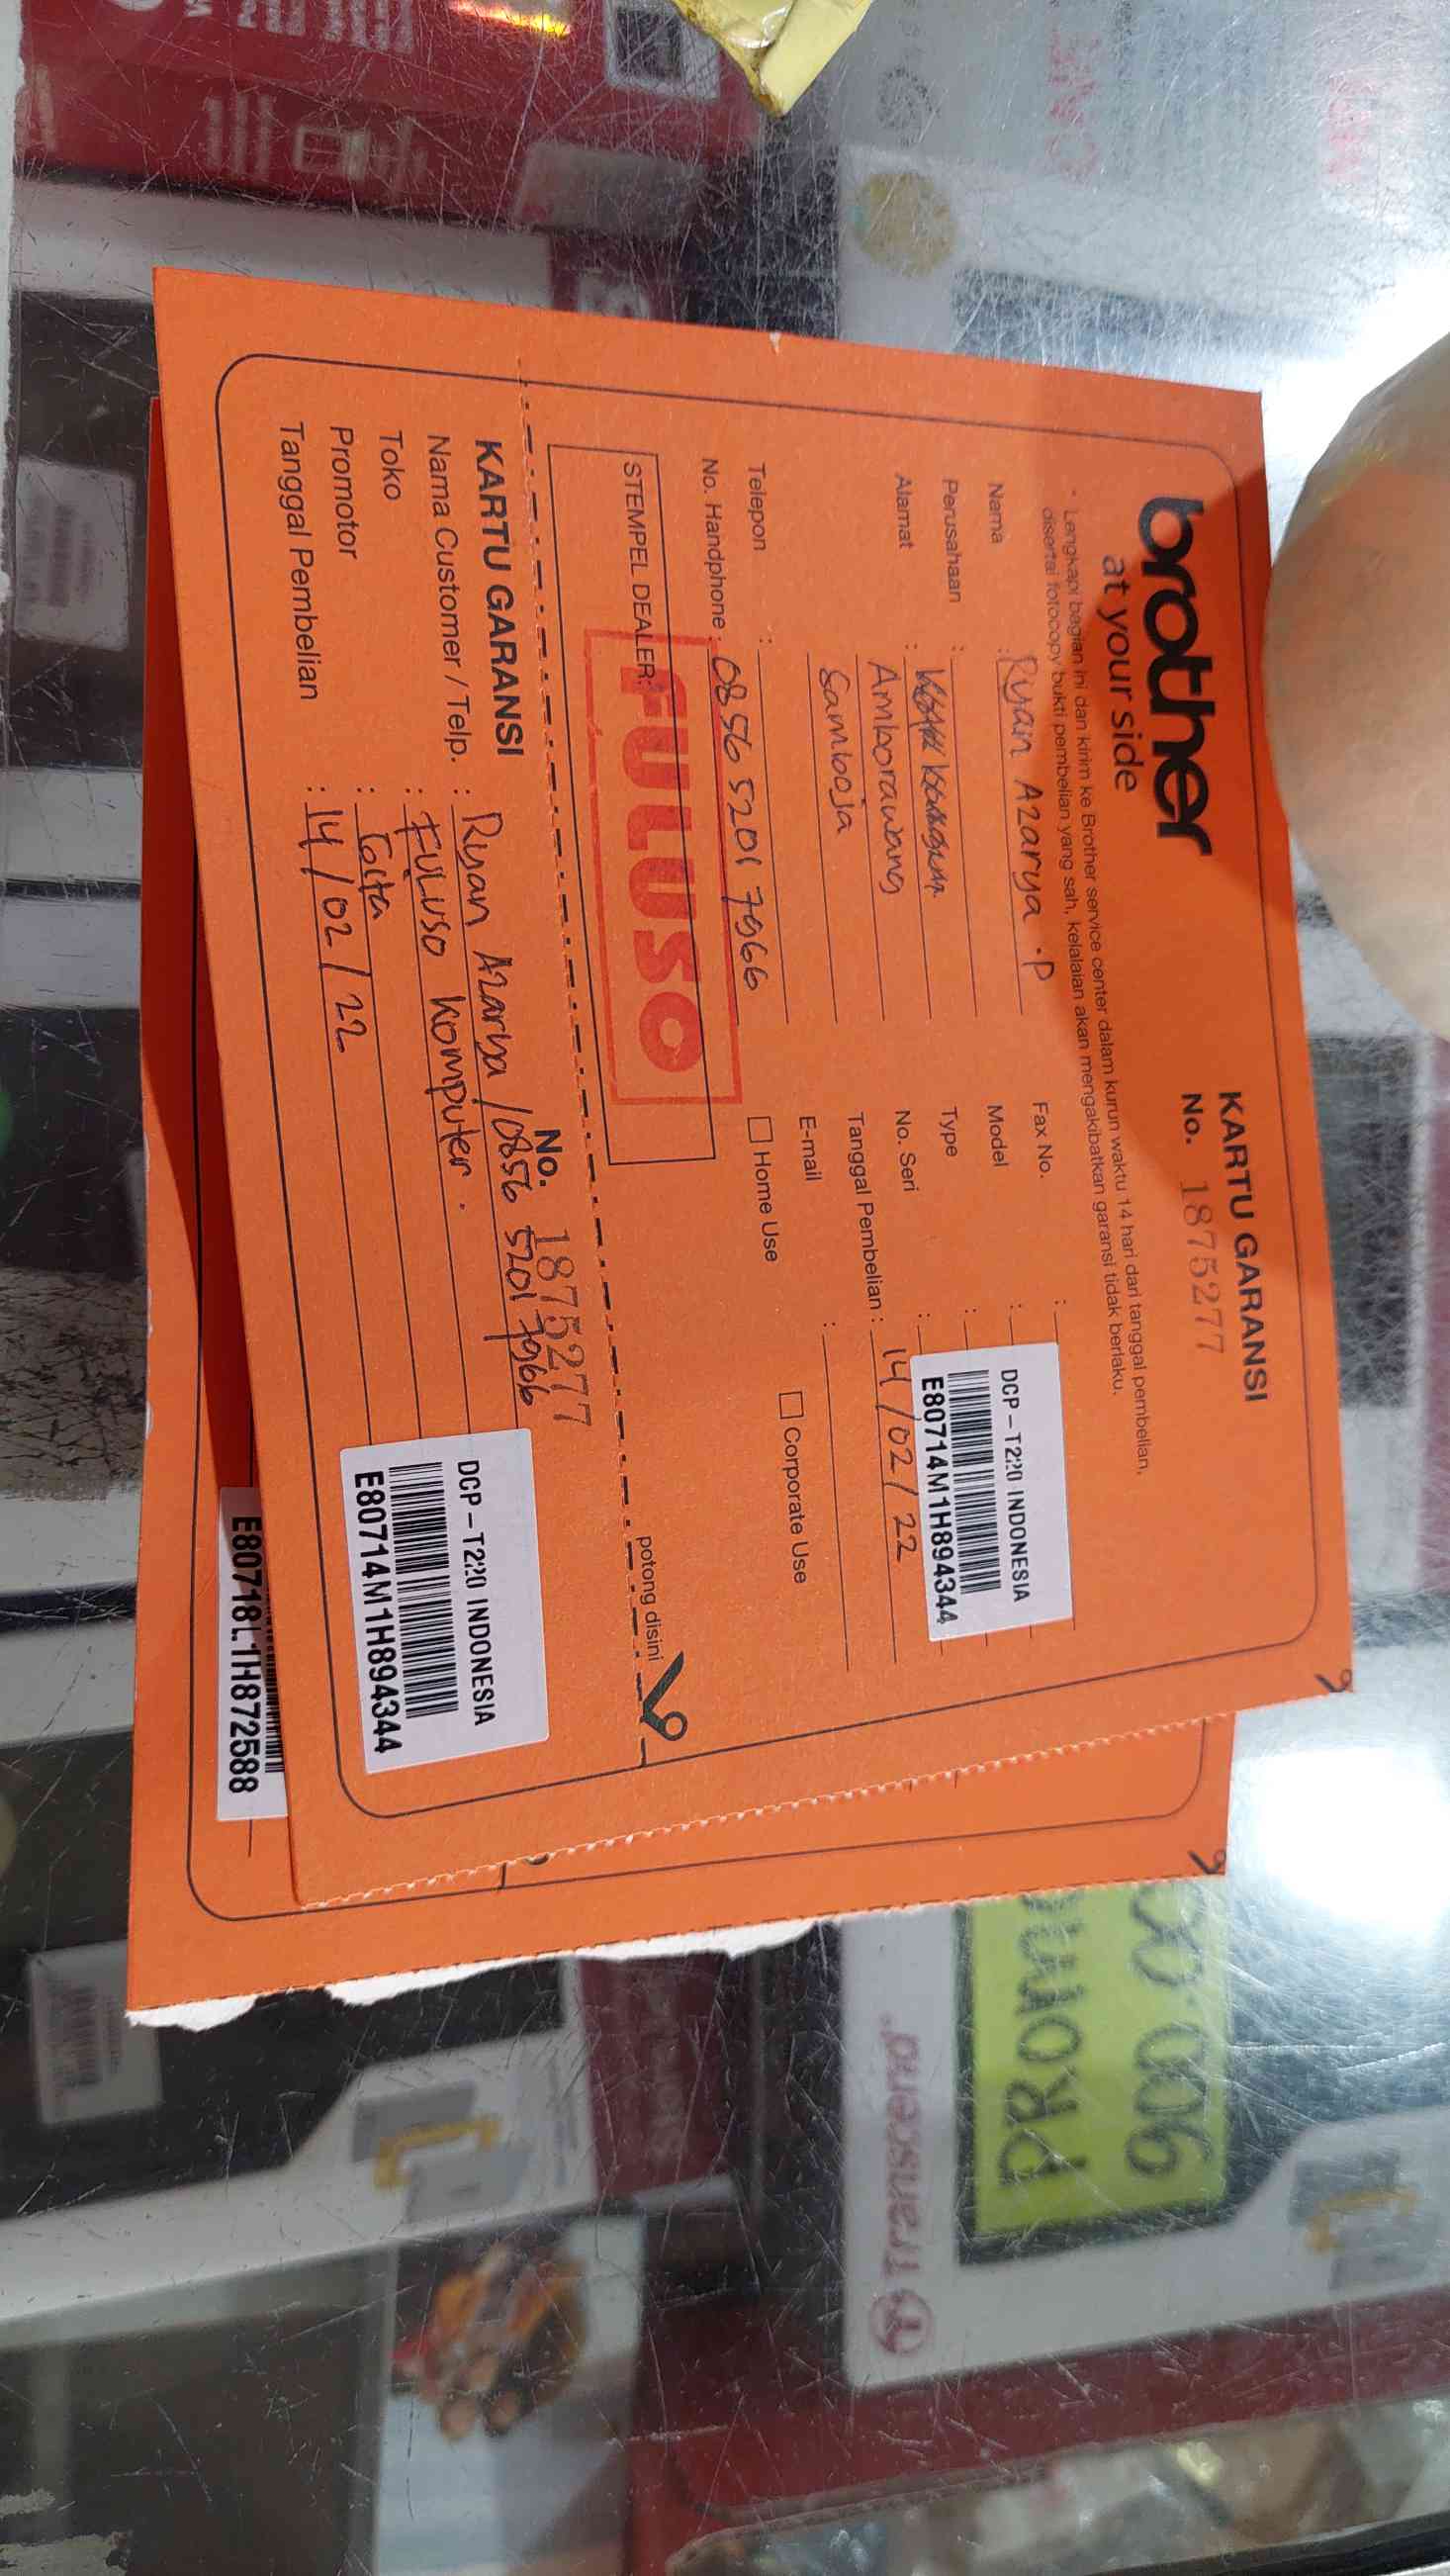 brother
at your side
KARTU GARANSI
No. 1875277
* Lengkapi bagian ini dan kirim ke Brother service center dalam kurun waktu 14 hari dari tanggal pembelian,
disertai fotocopy bukti pembelian yang sah, kelalaian akan mengakibatkan garansi tidak berlaku.
Nama : Ryan Azarya .P
Perusahaan :
Alamat :
Amborawang
Samboja
Telepon :
No. Handphone : 0856 5201 7966
Fax No. :
Model :
Type :
No. Seri :
DCP-T220 INDONESIA
E80714M1H894344
Tanggal Pembelian : 14/02/22
E-mail :
Home Use
Corporate Use
STEMPEL DEALER:
FULUSO
potong disini
KARTU GARANSI
No. 1875277
Nama Customer / Telp. : Ryan Azarya / 0856 5201 7966
Toko : FULUSO Komputer .
Promotor :
Tanggal Pembelian : 14/02/22
DCP-T220 INDONESIA
E80714M1H894344
E80718L1H872588
Transcend